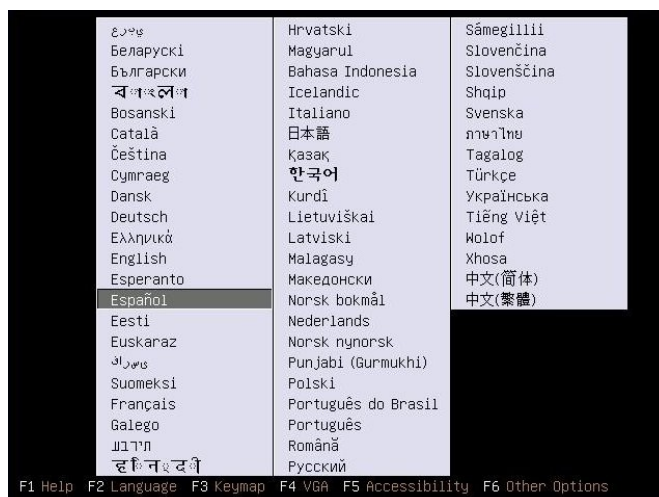 عربي
Беларускі
Български
বাংলা
Bosanski
Català
Čeština
Cymraeg
Dansk
Deutsch
Ελληνικά
English
Esperanto
Español
Eesti
Euskaraz
فارسی
Suomeksi
Français
Galego
עברית
हिन्दी
Hrvatski
Magyarul
Bahasa Indonesia
Icelandic
Italiano
日本語
Қазақ
한국어
Kurdî
Lietuviškai
Latviski
Malagasy
Македонски
Norsk bokmål
Nederlands
Norsk nynorsk
Punjabi (Gurmukhi)
Polski
Português do Brasil
Português
Română
Русский
Sámegillii
Slovenčina
Slovenščina
Shqip
Svenska
ภาษาไทย
Tagalog
Türkçe
Українська
Tiếng Việt
Wolof
Xhosa
中文(简体)
中文(繁體)
F1 Help F2 Language F3 Keymap F4 VGA F5 Accessibility F6 Other Options